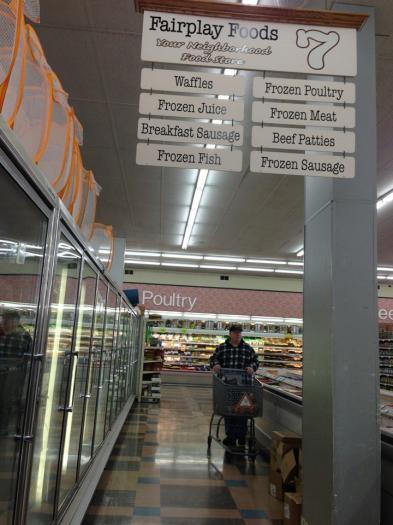 Fairplay Foods
Your Neighborhood
Food Store
7
Waffles
Frozen Juice
Breakfast Sausage
Frozen Fish
Frozen Poultry
Frozen Meat
Beef Patties
Frozen Sausage
Poultry